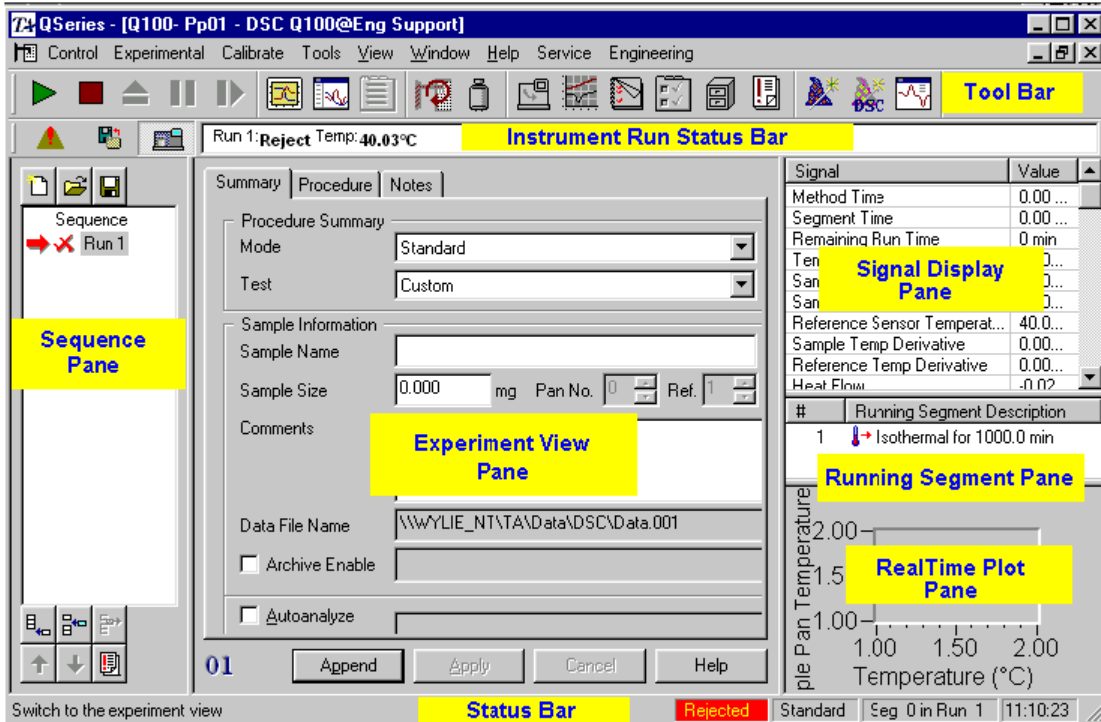 TA QSeries - [Q100- Pp01 - DSC Q100@Eng Support]
Control Experimental Calibrate Tools View Window Help Service Engineering
DSC
Tool Bar
Run 1:Reject Temp:40.03°C
Instrument Run Status Bar
Sequence
Run 1
Sequence
Pane
Summary Procedure Notes
Procedure Summary
Mode Standard
Test Custom
Sample Information
Sample Name
Sample Size 0.000 mg Pan No. 0 Ref. 1
Comments
Experiment View
Pane
Data File Name \\WYLIE_NT\TA\Data\DSC\Data.001
Archive Enable
Autoanalyze
01 Append Apply Cancel Help
Signal Value
Method Time 0.00 ...
Segment Time 0.00 ...
Remaining Run Time 0 min
Signal Display
Pane
Reference Sensor Temperat... 40.0...
Sample Temp Derivative 0.00...
Reference Temp Derivative 0.00...
Heat Flow -0.02
# Running Segment Description
1 Isothermal for 1000.0 min
Running Segment Pane
ple Pan Temperature
2.00
1.5
1.00
RealTime Plot
Pane
1.00 1.50 2.00
Temperature (°C)
Switch to the experiment view
Status Bar
Rejected Standard Seg 0 in Run 1 11:10:23